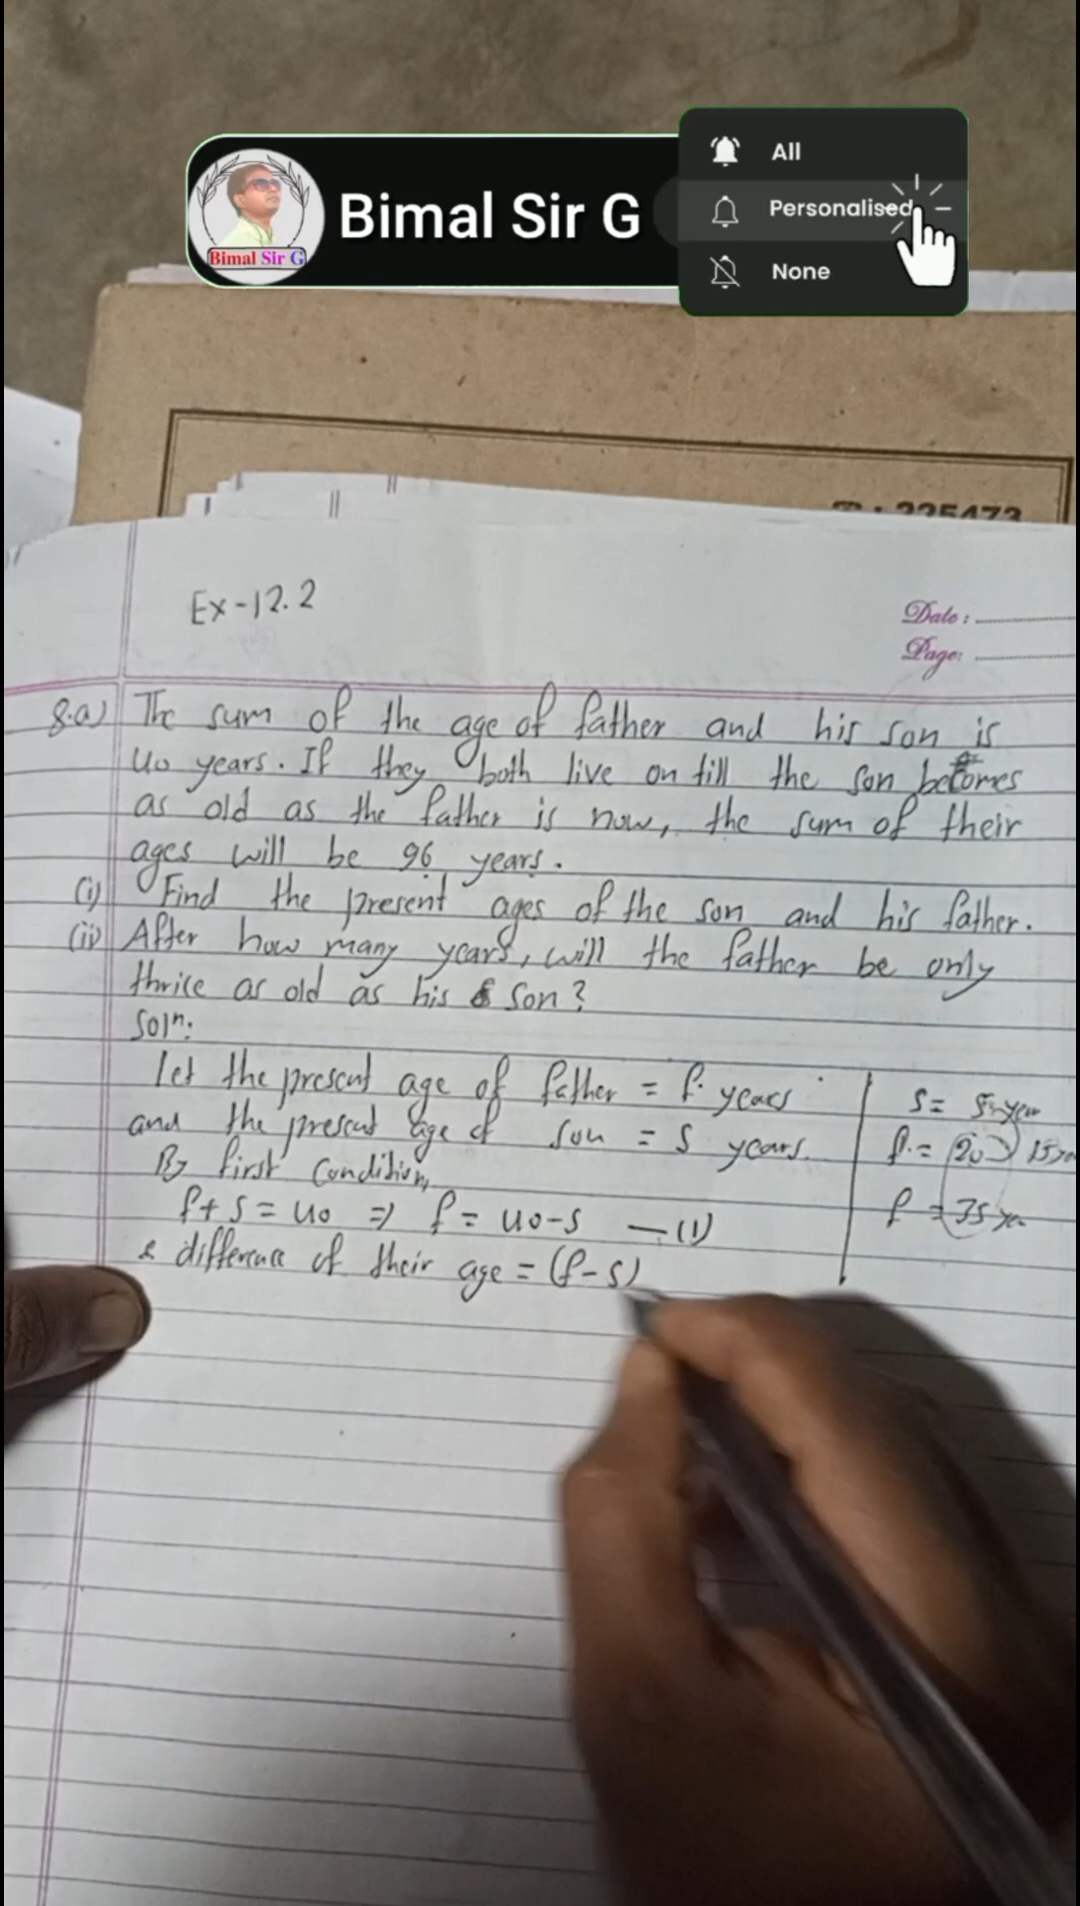 All
Personalised
None
Bimal Sir G
Bimal Sir G
: 225473
Ex-12.2
Date :
Page:
8.a) The sum of the age of father and his son is
40 years. If they both live on till the son becomes
as old as the father is now, the sum of their
ages will be 96 years.
(i) Find the present ages of the son and his father.
(ii) After how many years, will the father be only
thrice as old as his son?
Solⁿ:
let the present age of father = f years
and the present age of son = s years.
By first condition,
f + s = 40 => f = 40-s —(1)
& difference of their age = (f-s)
s = 5 year
f = 20 15
f = 35